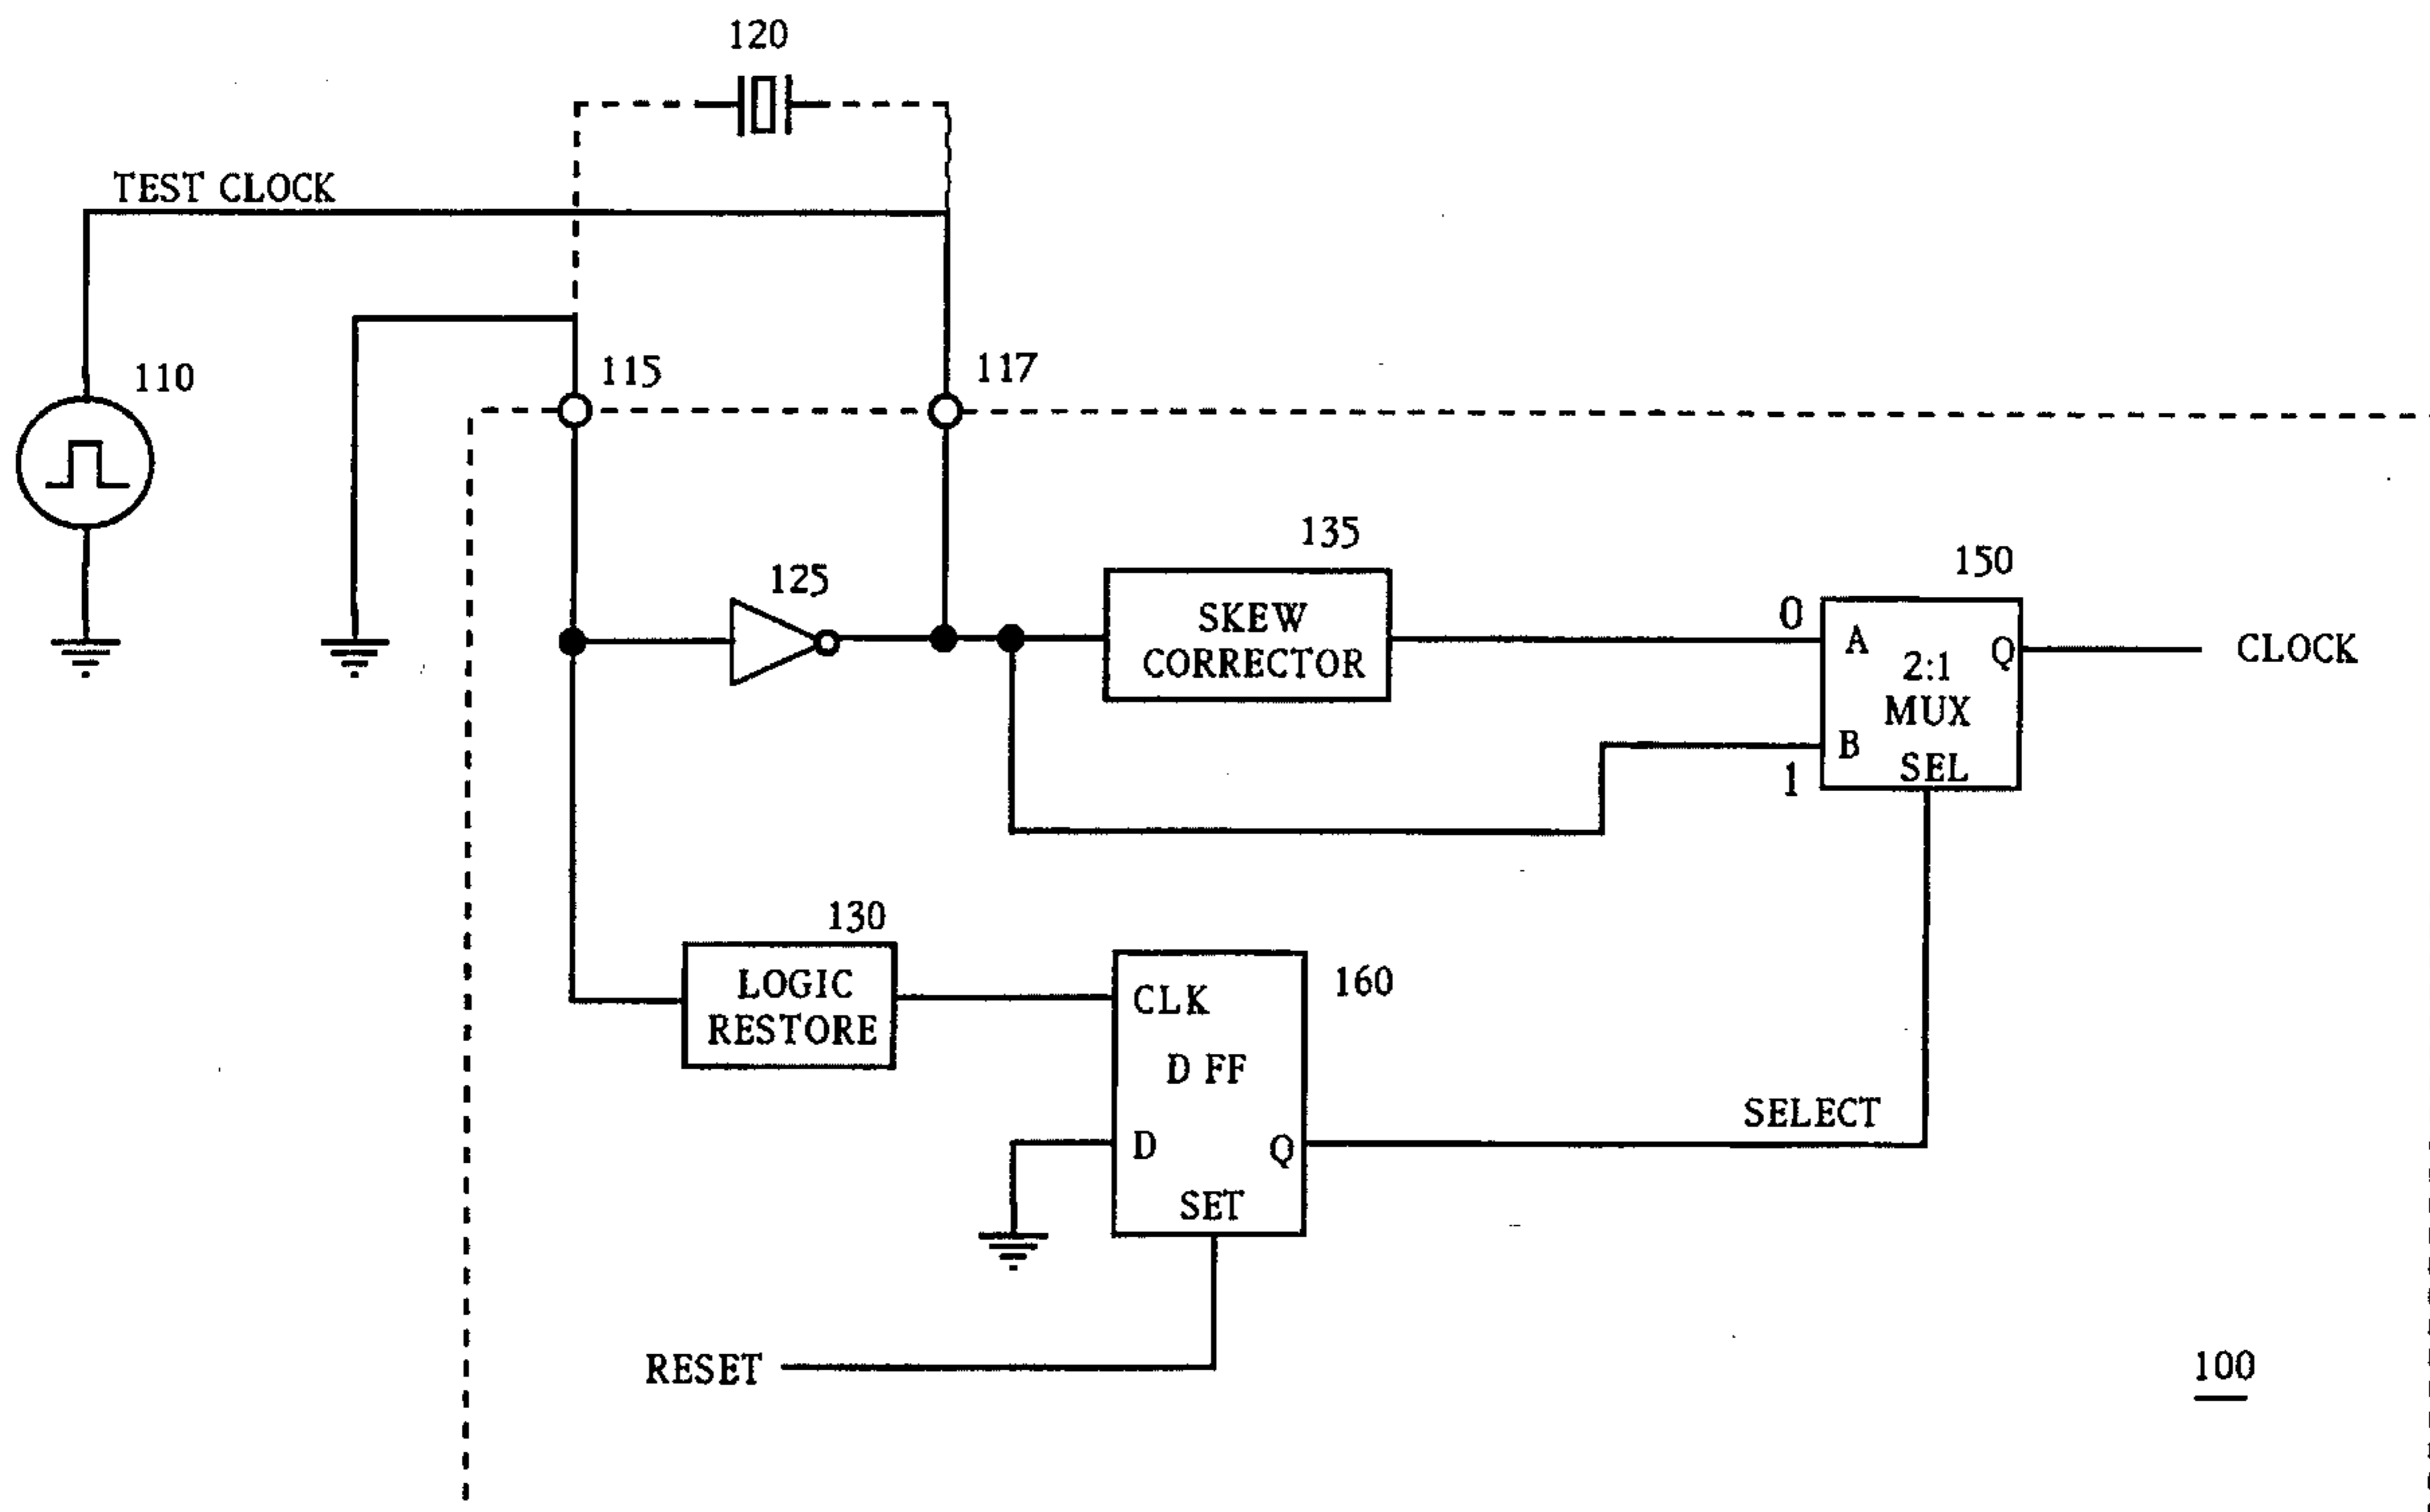 120
TEST CLOCK
110
115
117
125
135
SKEW
CORRECTOR
150
0
A
Q
2:1
MUX
B
SEL
1
CLOCK
130
LOGIC
RESTORE
160
CLK
D FF
D
Q
SET
SELECT
RESET
100